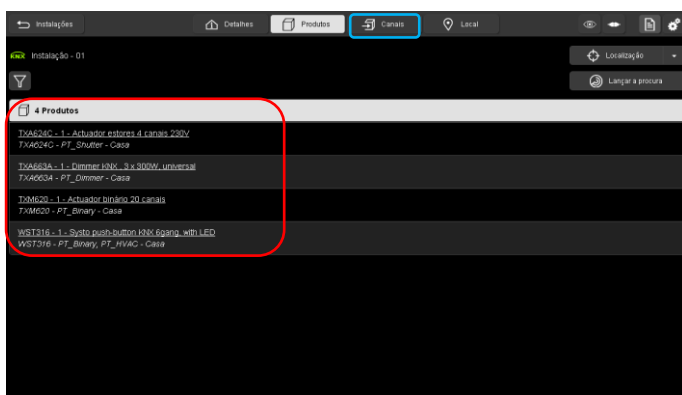 Instalações
Detalhes
Produtos
Canais
Local
KNX Instalação - 01
Localização
Lançar a procura
4 Produtos
TXA624C - 1 - Actuador estores 4 canais 230V
TXA624C - PT_Shutter - Casa
TXA663A - 1 - Dimmer KNX , 3 x 300W, universal
TXA663A - PT_Dimmer - Casa
TXM620 - 1 - Actuador binário 20 canais
TXM620 - PT_Binary - Casa
WST316 - 1 - Systo push-button KNX 6gang, with LED
WST316 - PT_Binary, PT_HVAC - Casa